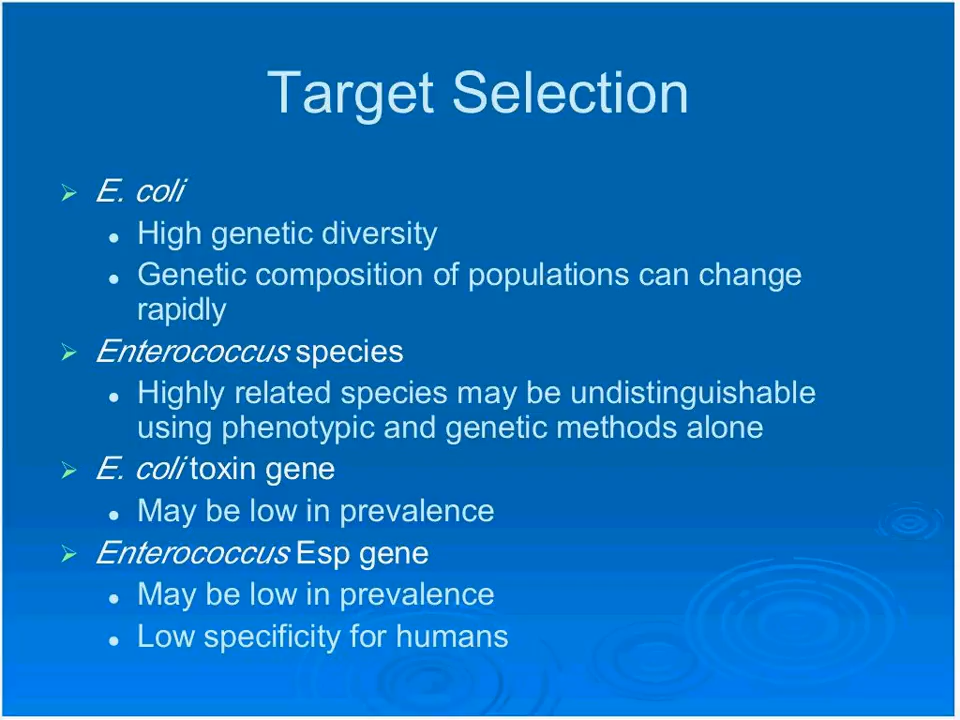 Target Selection
E. coli
High genetic diversity
Genetic composition of populations can change
rapidly
Enterococcus species
Highly related species may be undistinguishable
using phenotypic and genetic methods alone
E. coli toxin gene
May be low in prevalence
Enterococcus Esp gene
May be low in prevalence
Low specificity for humans